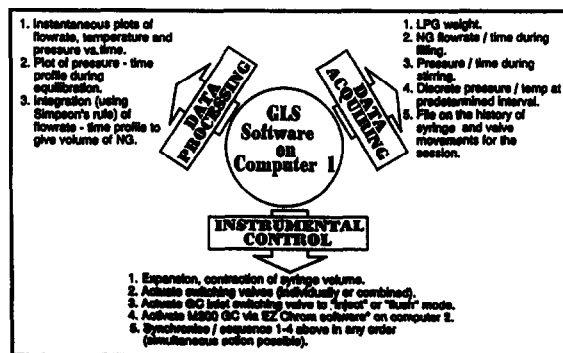 1. Instantaneous plots of
flowrate, temperature and
pressure vs.time.
2. Plot of pressure - time
profile during
equilibration.
3. Integration (using
Simpson's rule) of
flowrate - time profile to
give volume of NG.
DATA
PROCESSING
GLS
Software
on
Computer 1
DATA
ACQUIRING
1. LPG weight.
2. NG flowrate / time during
filling.
3. Pressure / time during
stirring.
4. Discrete pressure / temp at
predetermined interval.
5. File on the history of
syringe and valve
movements for the
session.
INSTRUMENTAL
CONTROL
1. Expansion, contraction of syringe volume.
2. Actuate switching valves (individually or combined).
3. Actuate GC inlet switching valve to "inject" or "flush" mode.
4. Activate M200 GC via EZ Chrom software" on computer 2.
5. Synchronise / sequence 1-4 above in any order
(simultaneous action possible).